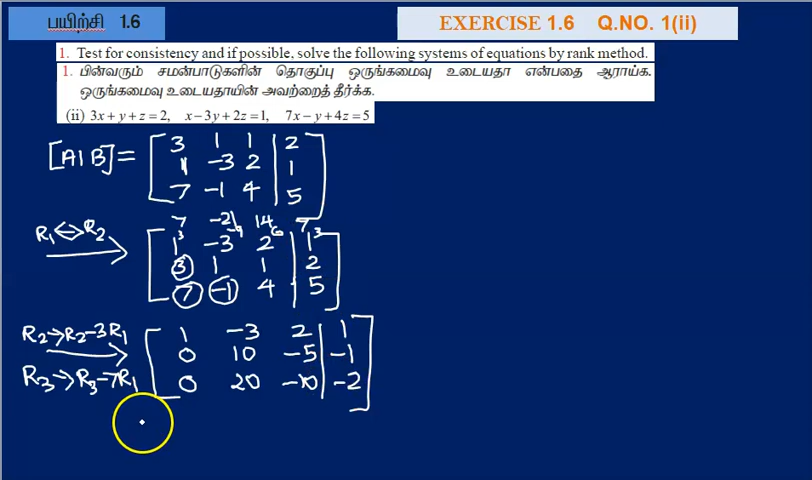 பயிற்சி 1.6
EXERCISE 1.6 Q.NO. 1(ii)
1. Test for consistency and if possible, solve the following systems of equations by rank method.
1. பின்வரும் சமன்பாடுகளின் தொகுப்பு ஒருங்கமைவு உடையதா என்பதை ஆராய்க.
ஒருங்கமைவு உடையதாயின் அவற்றைத் தீர்க்க.
(ii) 3x+y+z=2, x−3y+2z=1, 7x−y+4z=5
[A|B]= 3 1 1 | 2
1 −3 2 | 1
7 −1 4 | 5
7 −21 14 7
3 −9 6 3
R₁↔R₂ 1 −3 2 | 1
3 1 1 | 2
7 −1 4 | 5
R₂→R₂−3R₁ 1 −3 2 | 1
0 10 −5 | −1
R₃→R₃−7R₁ 0 20 −10 | −2